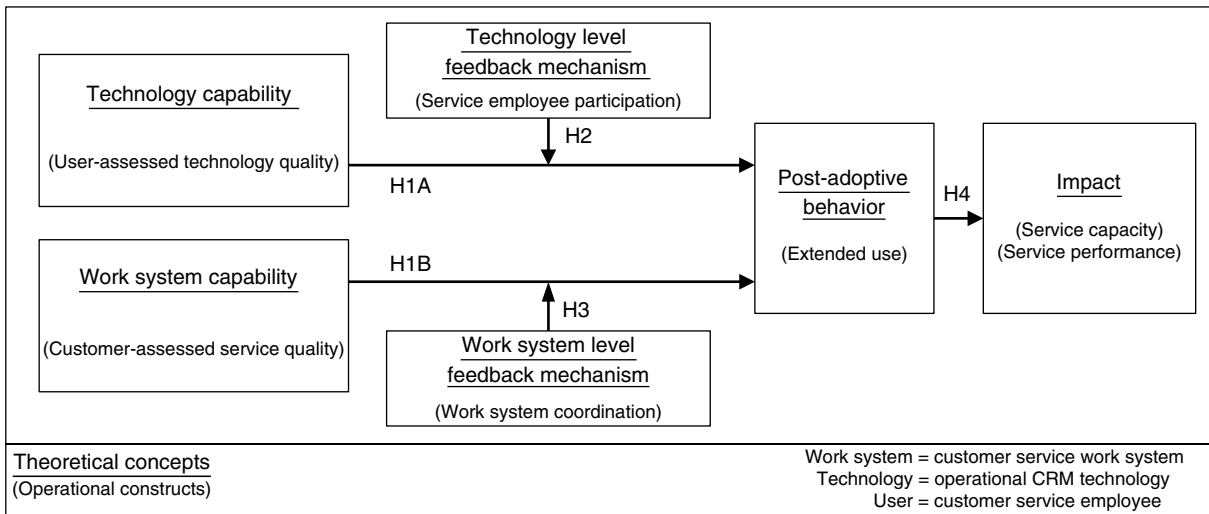 Technology capability
(User-assessed technology quality)
Technology level
feedback mechanism
(Service employee participation)
H2
H1A
Work system capability
(Customer-assessed service quality)
H1B
H3
Work system level
feedback mechanism
(Work system coordination)
Post-adoptive
behavior
(Extended use)
H4
Impact
(Service capacity)
(Service performance)
Theoretical concepts
(Operational constructs)
Work system = customer service work system
Technology = operational CRM technology
User = customer service employee